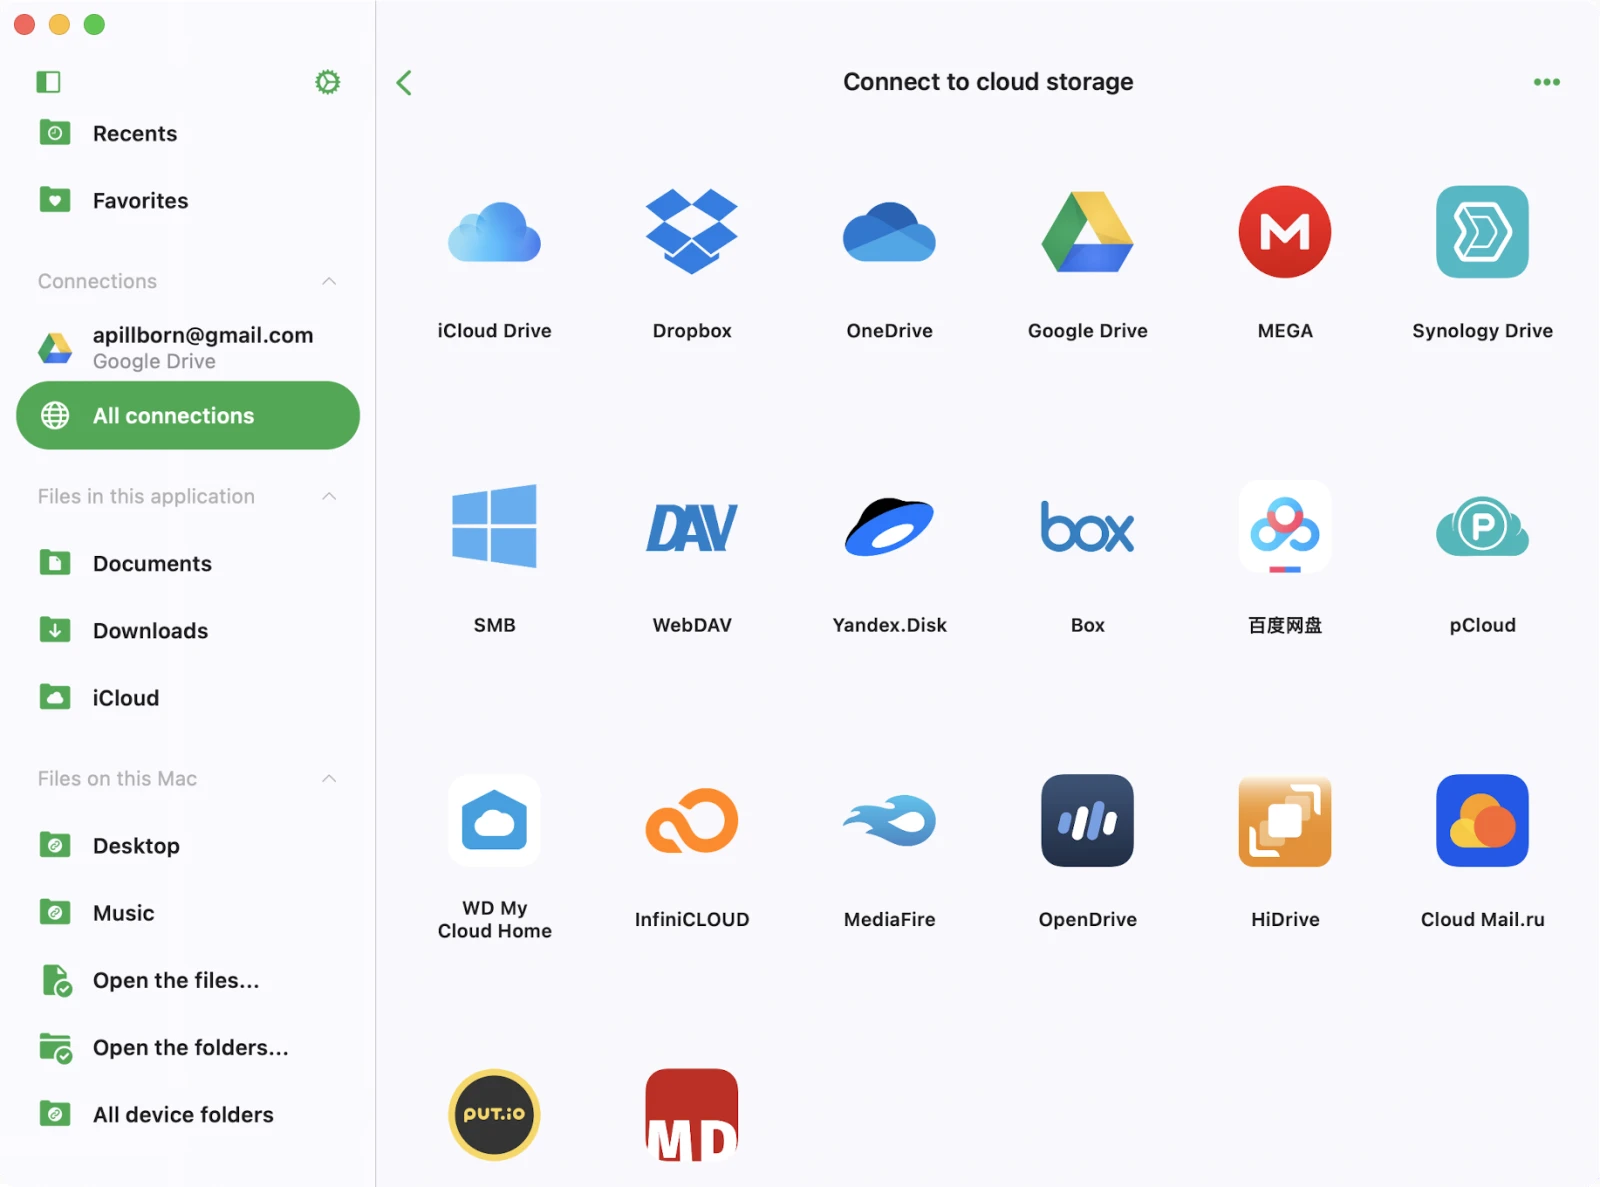 Recents
Favorites
Connections
apillborn@gmail.com
Google Drive
All connections
Files in this application
Documents
Downloads
iCloud
Files on this Mac
Desktop
Music
Open the files...
Open the folders...
All device folders
Connect to cloud storage
M
iCloud Drive
Dropbox
OneDrive
Google Drive
MEGA
Synology Drive
DAV
box
P
SMB
WebDAV
Yandex.Disk
Box
百度网盘
pCloud
WD My
Cloud Home
InfiniCLOUD
MediaFire
OpenDrive
HiDrive
Cloud Mail.ru
PUT.io
MD